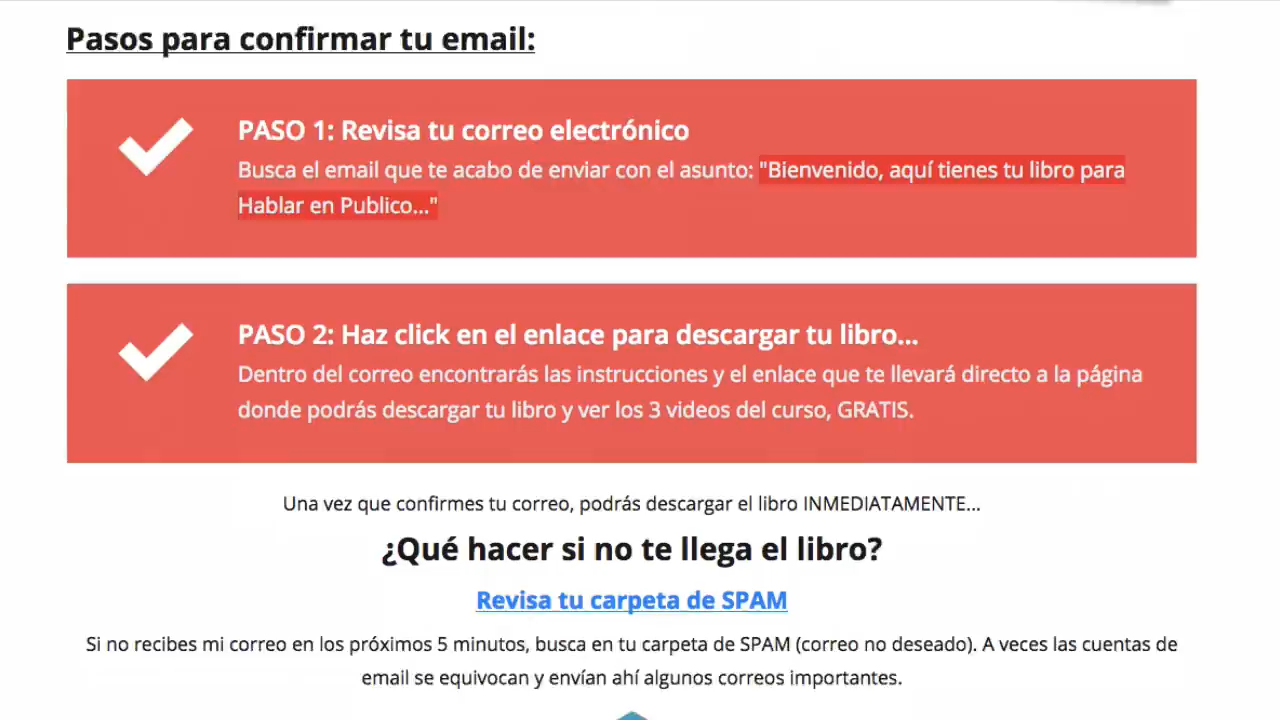 Pasos para confirmar tu email:
PASO 1: Revisa tu correo electrónico
Busca el email que te acabo de enviar con el asunto: "Bienvenido, aquí tienes tu libro para
Hablar en Publico..."
PASO 2: Haz click en el enlace para descargar tu libro...
Dentro del correo encontrarás las instrucciones y el enlace que te llevará directo a la página
donde podrás descargar tu libro y ver los 3 videos del curso, GRATIS.
Una vez que confirmes tu correo, podrás descargar el libro INMEDIATAMENTE...
¿Qué hacer si no te llega el libro?
Revisa tu carpeta de SPAM
Si no recibes mi correo en los próximos 5 minutos, busca en tu carpeta de SPAM (correo no deseado). A veces las cuentas de
email se equivocan y envían ahí algunos correos importantes.